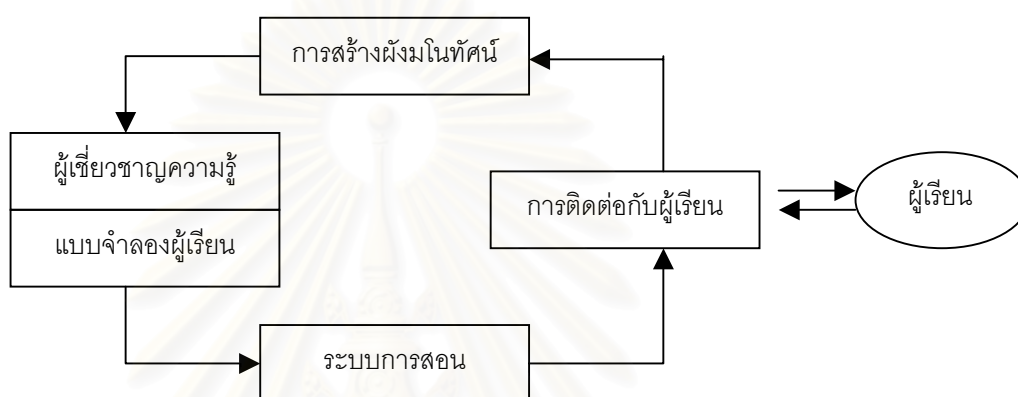 การสร้างผังมโนทัศน์
ผู้เชี่ยวชาญความรู้
แบบจำลองผู้เรียน
การติดต่อกับผู้เรียน
ผู้เรียน
ระบบการสอน